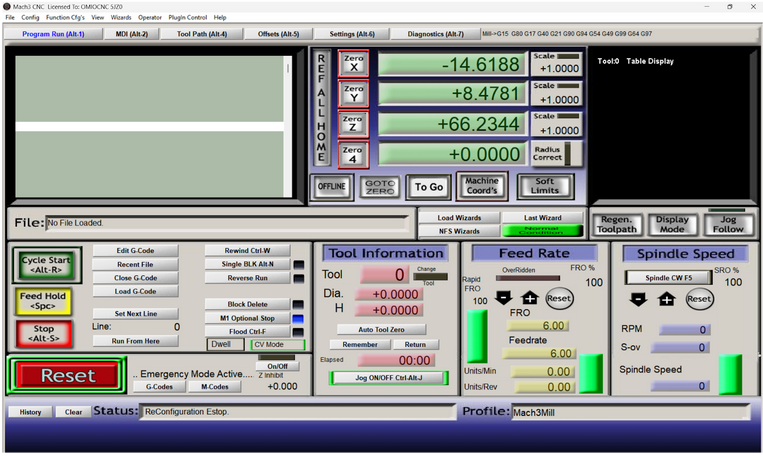 Mach3 CNC Licensed To: OMIOCNC 5JZ0
File Config Function Cfg's View Wizards Operator PlugIn Control Help
Program Run (Alt-1) MDI (Alt-2) Tool Path (Alt-4) Offsets (Alt-5) Settings (Alt-6) Diagnostics (Alt-7) Mill->G15 G80 G17 G40 G21 G90 G94 G54 G49 G99 G64 G97
REF ALL HOME
Zero X -14.6188 Scale +1.0000
Zero Y +8.4781 Scale +1.0000
Zero Z +66.2344 Scale +1.0000
Zero 4 +0.0000 Radius Correct
OFFLINE GOTO ZERO To Go Machine Coord's Soft Limits
Tool:0 Table Display
File: No File Loaded.
Load Wizards Last Wizard
NFS Wizards Normal Condition
Regen. Toolpath Display Mode Jog Follow
Cycle Start <Alt-R>
Feed Hold <Spc>
Stop <Alt-S>
Edit G-Code
Recent File
Close G-Code
Load G-Code
Set Next Line
Line: 0
Run From Here
Rewind Ctrl-W
Single BLK Alt-N
Reverse Run
Block Delete
M1 Optional Stop
Flood Ctrl-F
Dwell CV Mode
Reset
.. Emergency Mode Active....
G-Codes M-Codes
On/Off
Z Inhibit
+0.000
Tool Information
Tool 0 Change Tool
Dia. +0.0000
H +0.0000
Auto Tool Zero
Remember Return
Elapsed 00:00
Jog ON/OFF Ctrl-Alt-J
Feed Rate
OverRidden FRO %
Rapid FRO 100
100
Reset
FRO
6.00
Feedrate
6.00
Units/Min 0.00
Units/Rev 0.00
Spindle Speed
Spindle CW F5 SRO %
100
Reset
RPM 0
S-ov 0
Spindle Speed
0
History Clear Status: ReConfiguration Estop. Profile: Mach3Mill